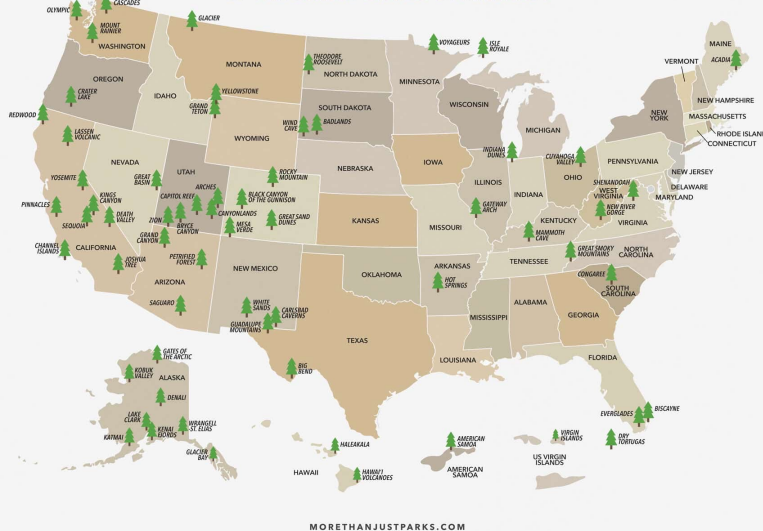 CASCADES
OLYMPIC
MOUNT
RAINIER
WASHINGTON
GLACIER
VOYAGEURS
ISLE
ROYALE
MAINE
ACADIA
VERMONT
THEODORE
ROOSEVELT
NORTH DAKOTA
MINNESOTA
MONTANA
OREGON
CRATER
LAKE
IDAHO
YELLOWSTONE
GRAND
TETON
SOUTH DAKOTA
WIND
CAVE
BADLANDS
WISCONSIN
MICHIGAN
NEW
YORK
NEW HAMPSHIRE
MASSACHUSETTS
RHODE ISLAN
CONNECTICUT
REDWOOD
LASSEN
VOLCANIC
WYOMING
NEVADA
UTAH
GREAT
BASIN
ROCKY
MOUNTAIN
NEBRASKA
IOWA
INDIANA
DUNES
CUYAHOGA
VALLEY
PENNSYLVANIA
NEW JERSEY
DELAWARE
MARYLAND
ILLINOIS
INDIANA
OHIO
SHENANDOAH
WEST
VIRGINIA
NEW RIVER
GORGE
VIRGINIA
YOSEMITE
PINNACLES
KINGS
CANYON
SEQUOIA
DEATH
VALLEY
ARCHES
CAPITOL REEF
ZION
BRYCE
CANYON
CANYONLANDS
BLACK CANYON
OF THE GUNNISON
GREAT SAND
DUNES
MESA
VERDE
KANSAS
MISSOURI
GATEWAY
ARCH
KENTUCKY
MAMMOTH
CAVE
CHANNEL
ISLANDS
CALIFORNIA
JOSHUA
TREE
GRAND
CANYON
PETRIFIED
FOREST
ARIZONA
SAGUARO
NEW MEXICO
WHITE
SANDS
CARLSBAD
CAVERNS
GUADALUPE
MOUNTAINS
OKLAHOMA
ARKANSAS
HOT
SPRINGS
TENNESSEE
GREAT SMOKY
MOUNTAINS
NORTH
CAROLINA
CONGAREE
SOUTH
CAROLINA
MISSISSIPPI
ALABAMA
GEORGIA
TEXAS
BIG
BEND
LOUISIANA
FLORIDA
EVERGLADES
BISCAYNE
DRY
TORTUGAS
GATES OF
THE ARCTIC
KOBUK
VALLEY
ALASKA
DENALI
LAKE
CLARK
KENAI
FJORDS
WRANGELL
ST. ELIAS
KATMAI
GLACIER
BAY
HALEAKALA
HAWAII
HAWAI'I
VOLCANOES
AMERICAN
SAMOA
AMERICAN
SAMOA
VIRGIN
ISLANDS
US VIRGIN
ISLANDS
MORETHANJUSTPARKS.COM